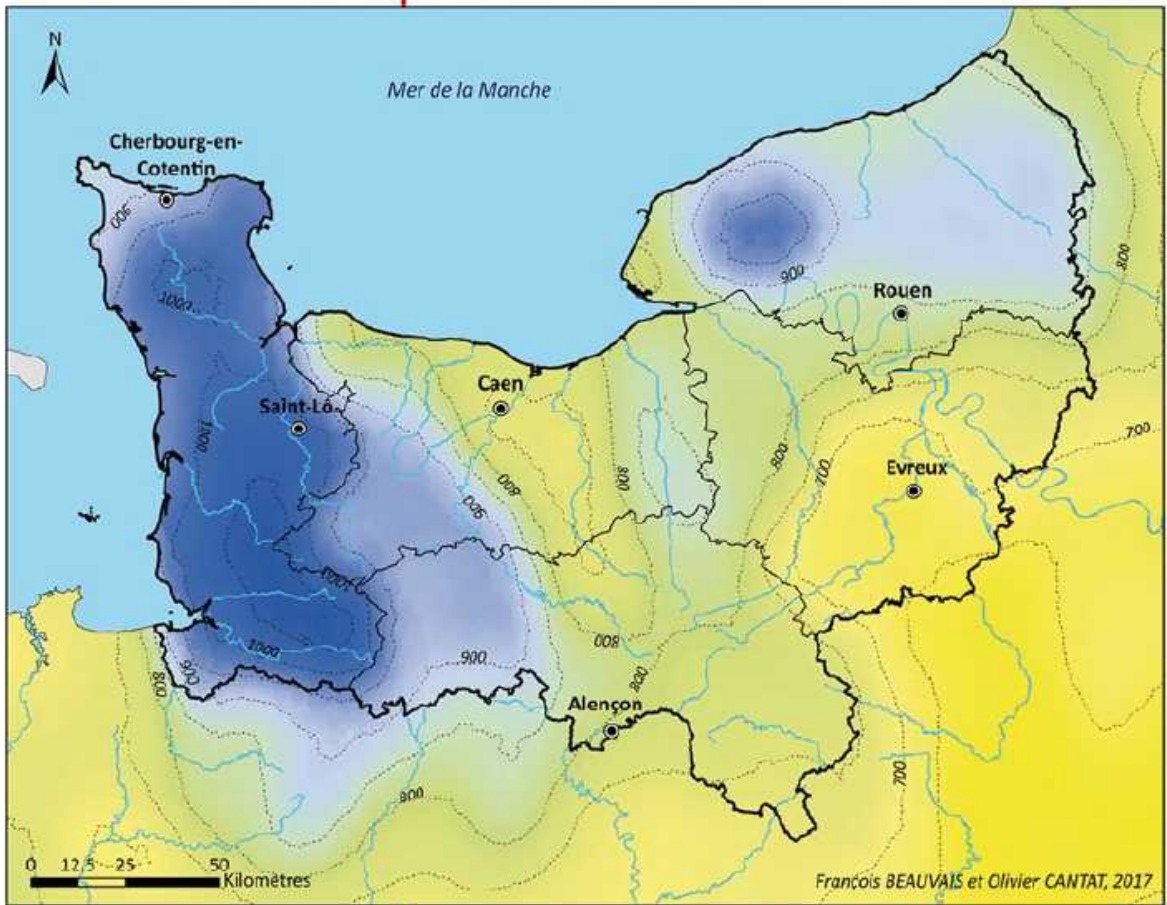 N
Mer de la Manche
Cherbourg-en-
Cotentin
900
1000
900
800
Rouen
Caen
Saint-Lô
1000
800
800
800
700
700
Evreux
900
1000
1000
900
900
800
800
800
Alençon
700
800
0 12,5 25 50
Kilomètres
François BEAUVAIS et Olivier CANTAT, 2017